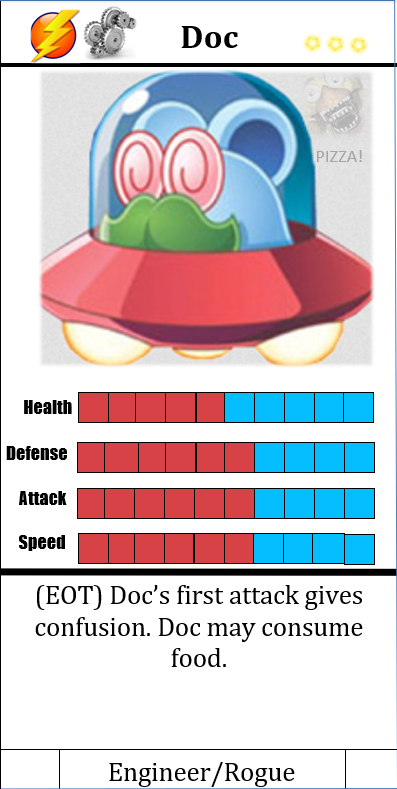 Doc
PIZZA!
Health
Defense
Attack
Speed
(EOT) Doc’s first attack gives
confusion. Doc may consume
food.
Engineer/Rogue